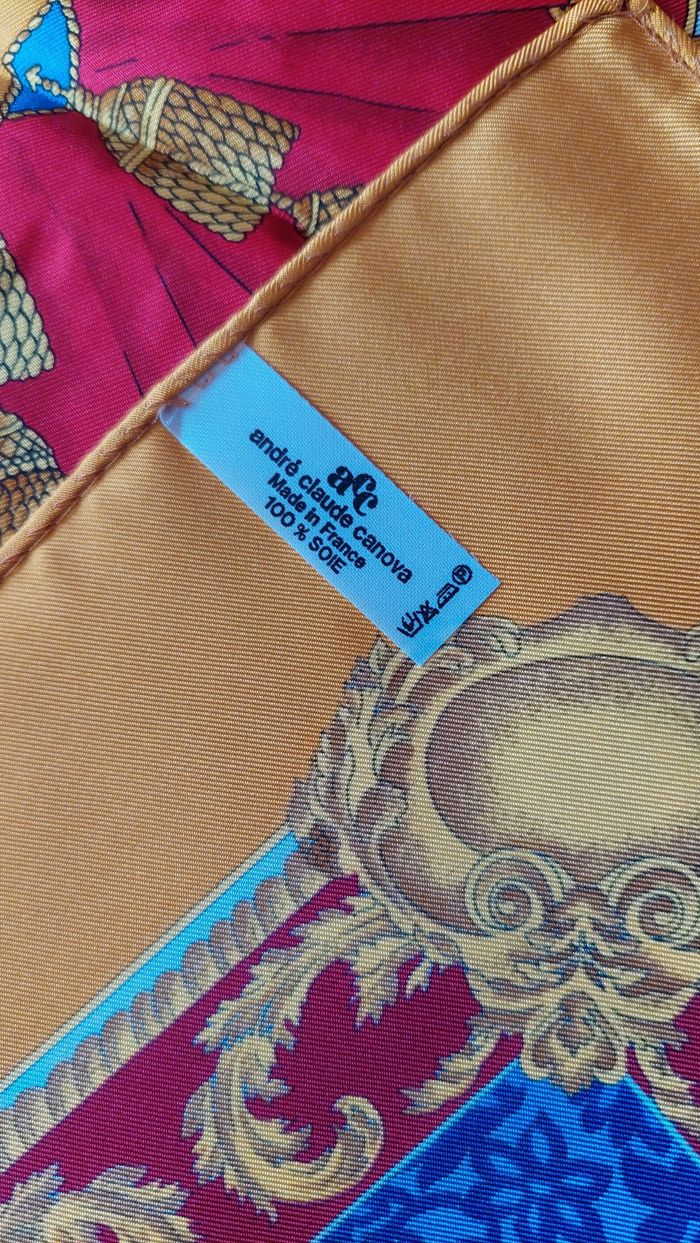 acc
andré claude canova
Made in France
100 % SOIE
P